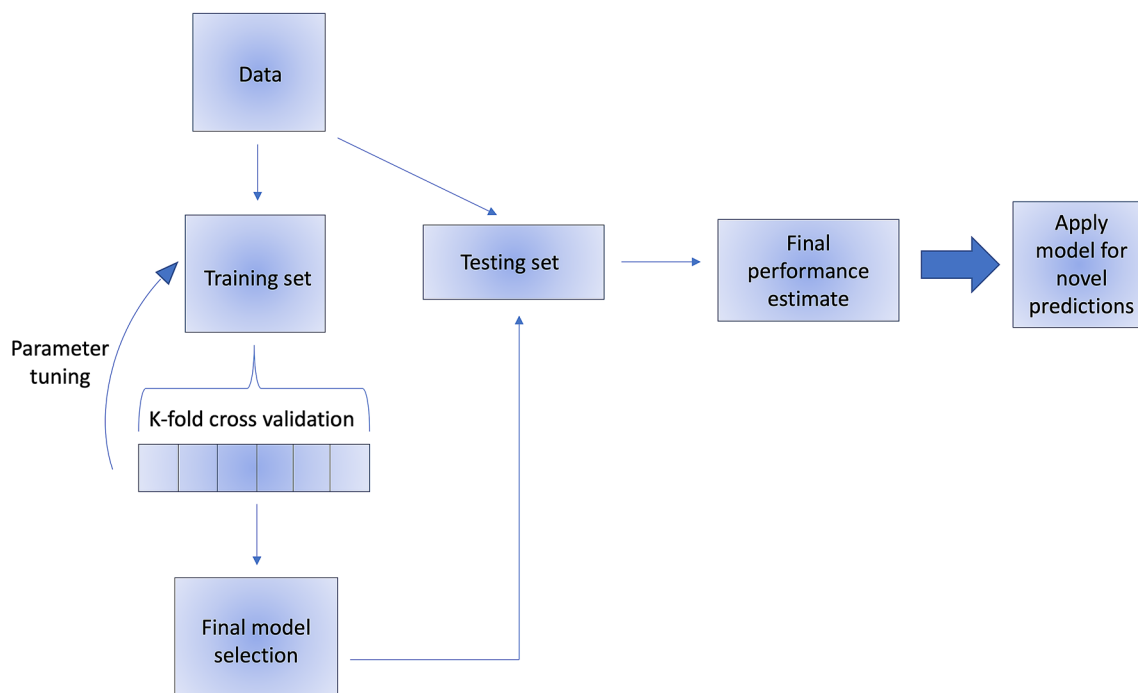 Data
Training set
Testing set
Final
performance
estimate
Apply
model for
novel
predictions
Parameter
tuning
K-fold cross validation
Final model
selection